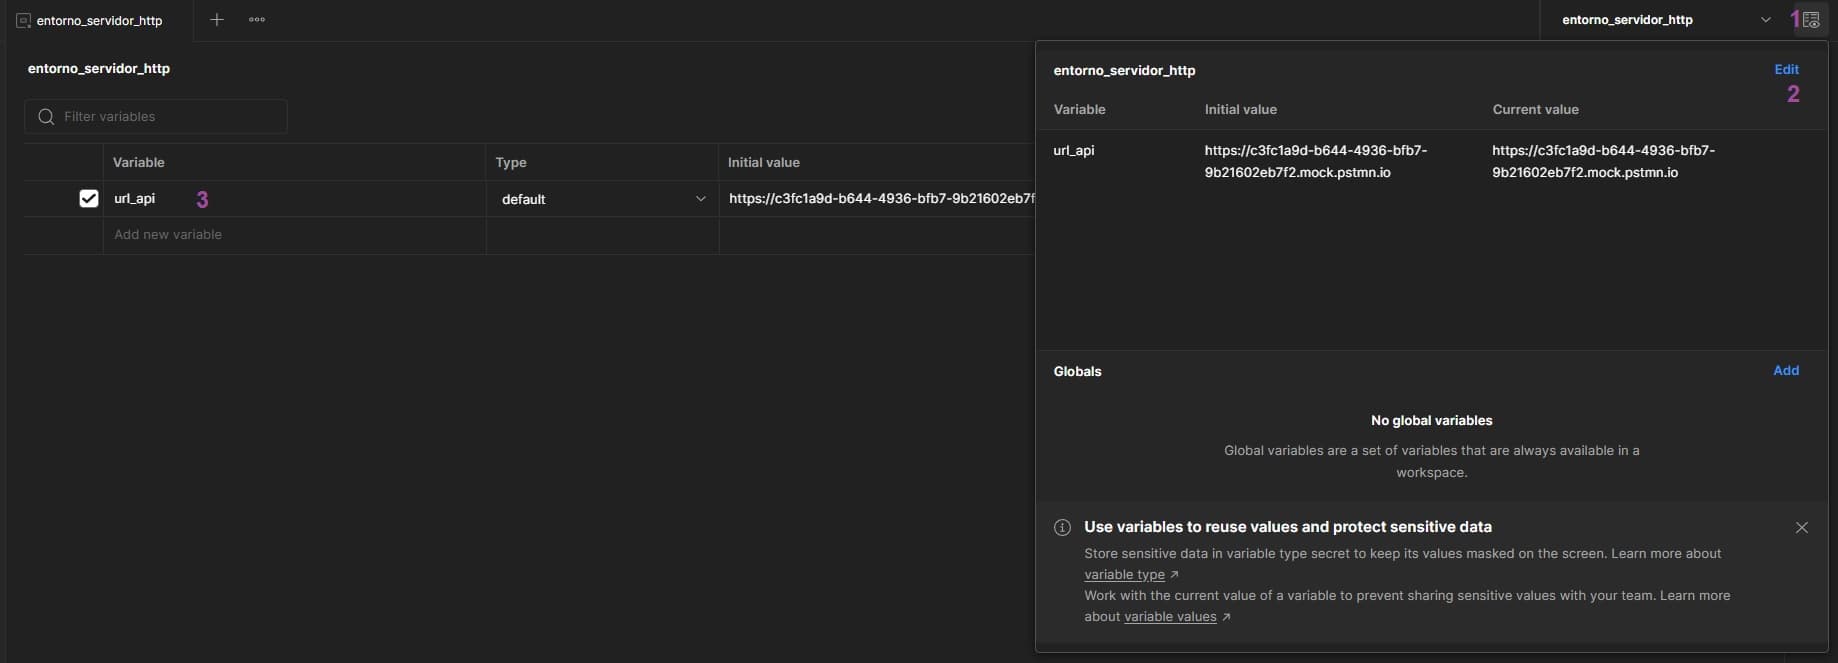 entorno_servidor_http
entorno_servidor_http
1
entorno_servidor_http
Filter variables
Variable Type Initial value
url_api 3 default https://c3fc1a9d-b644-4936-bfb7-9b21602eb7f
Add new variable
entorno_servidor_http Edit
2
Variable Initial value Current value
url_api https://c3fc1a9d-b644-4936-bfb7- https://c3fc1a9d-b644-4936-bfb7-
9b21602eb7f2.mock.pstmn.io 9b21602eb7f2.mock.pstmn.io
Globals Add
No global variables
Global variables are a set of variables that are always available in a
workspace.
Use variables to reuse values and protect sensitive data
Store sensitive data in variable type secret to keep its values masked on the screen. Learn more about
variable type ↗
Work with the current value of a variable to prevent sharing sensitive values with your team. Learn more
about variable values ↗